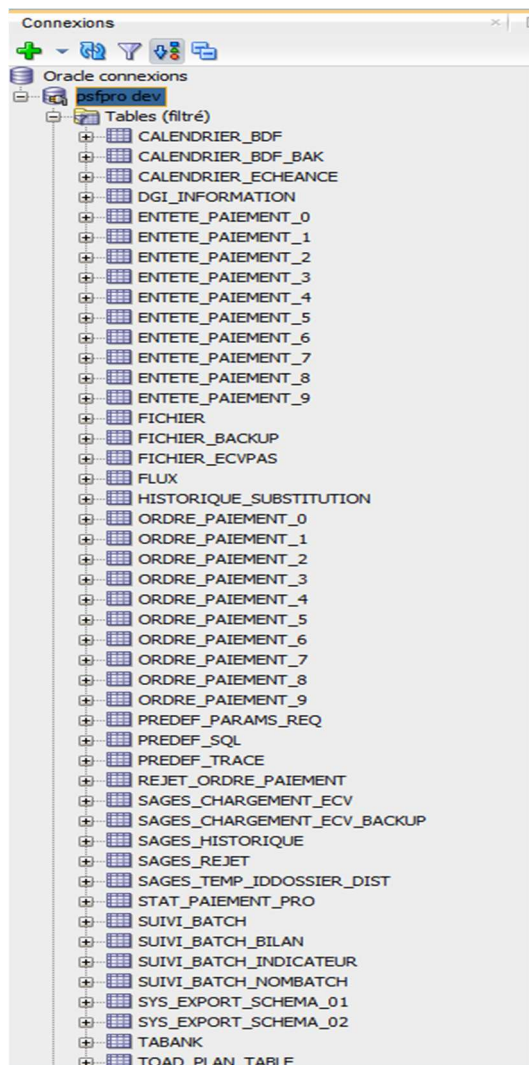 Connexions
Oracle connexions
psfpro dev
Tables (filtré)
CALENDRIER_BDF
CALENDRIER_BDF_BAK
CALENDRIER_ECHEANCE
DGI_INFORMATION
ENTETE_PAIEMENT_0
ENTETE_PAIEMENT_1
ENTETE_PAIEMENT_2
ENTETE_PAIEMENT_3
ENTETE_PAIEMENT_4
ENTETE_PAIEMENT_5
ENTETE_PAIEMENT_6
ENTETE_PAIEMENT_7
ENTETE_PAIEMENT_8
ENTETE_PAIEMENT_9
FICHIER
FICHIER_BACKUP
FICHIER_ECVPAS
FLUX
HISTORIQUE_SUBSTITUTION
ORDRE_PAIEMENT_0
ORDRE_PAIEMENT_1
ORDRE_PAIEMENT_2
ORDRE_PAIEMENT_3
ORDRE_PAIEMENT_4
ORDRE_PAIEMENT_5
ORDRE_PAIEMENT_6
ORDRE_PAIEMENT_7
ORDRE_PAIEMENT_8
ORDRE_PAIEMENT_9
PREDEF_PARAMS_REQ
PREDEF_SQL
PREDEF_TRACE
REJET_ORDRE_PAIEMENT
SAGES_CHARGEMENT_ECV
SAGES_CHARGEMENT_ECV_BACKUP
SAGES_HISTORIQUE
SAGES_REJET
SAGES_TEMP_IDDOSSIER_DIST
STAT_PAIEMENT_PRO
SUIVI_BATCH
SUIVI_BATCH_BILAN
SUIVI_BATCH_INDICATEUR
SUIVI_BATCH_NOMBATCH
SYS_EXPORT_SCHEMA_01
SYS_EXPORT_SCHEMA_02
TABANK
TOAD_PLAN_TABLE